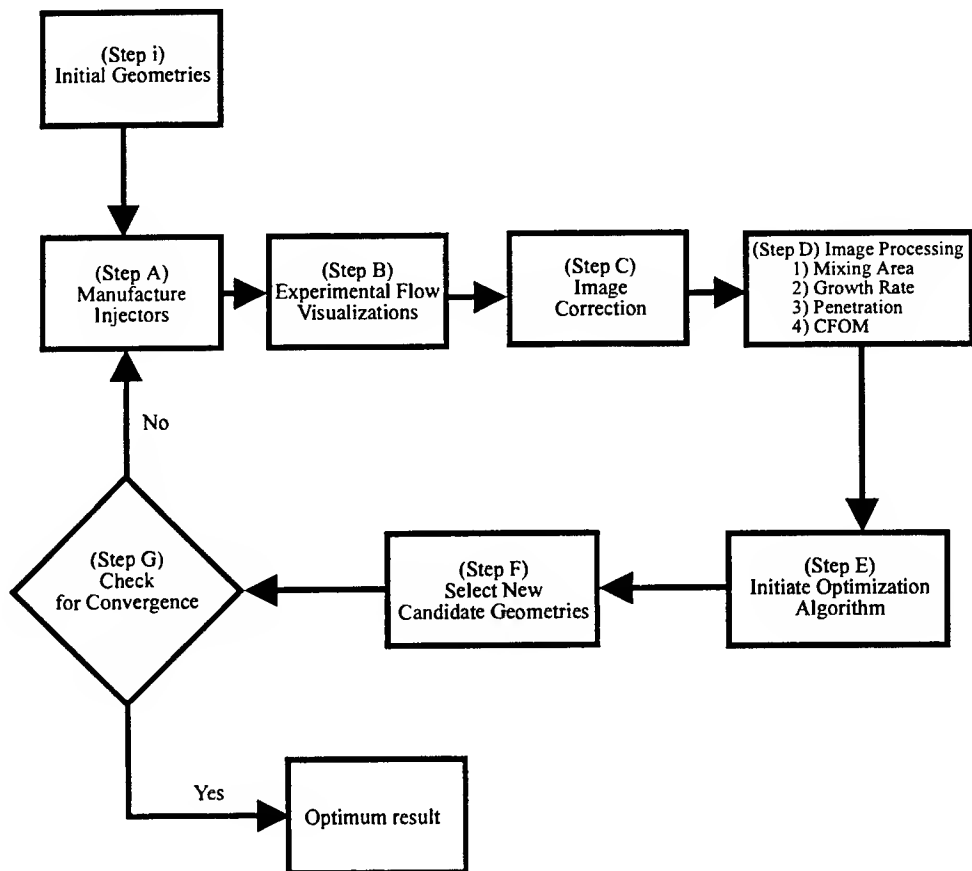 (Step i)
Initial Geometries
(Step A)
Manufacture
Injectors
(Step B)
Experimental Flow
Visualizations
(Step C)
Image
Correction
(Step D) Image Processing
1) Mixing Area
2) Growth Rate
3) Penetration
4) CFOM
No
(Step G)
Check
for Convergence
(Step F)
Select New
Candidate Geometries
(Step E)
Initiate Optimization
Algorithm
Yes
Optimum result